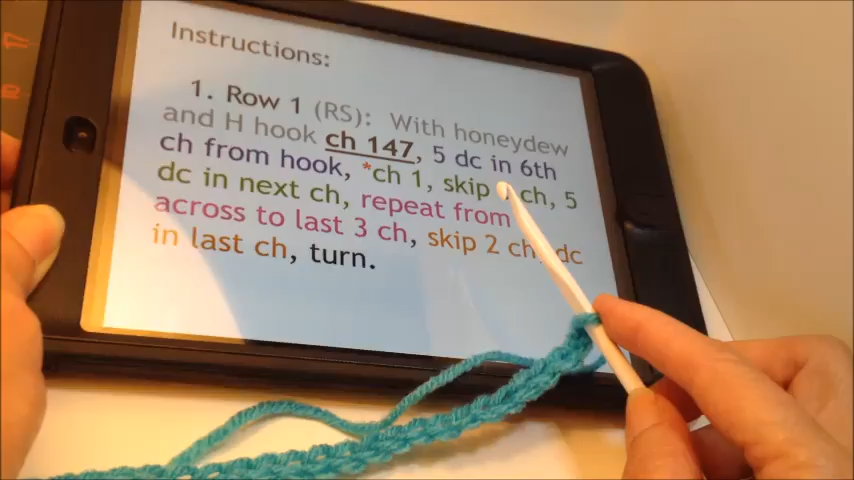 Instructions:
1. Row 1 (RS): With honeydew
and H hook ch 147, 5 dc in 6th
ch from hook, *ch 1, skip ch, 5
dc in next ch, repeat from
across to last 3 ch, skip 2 ch, dc
in last ch, turn.
17